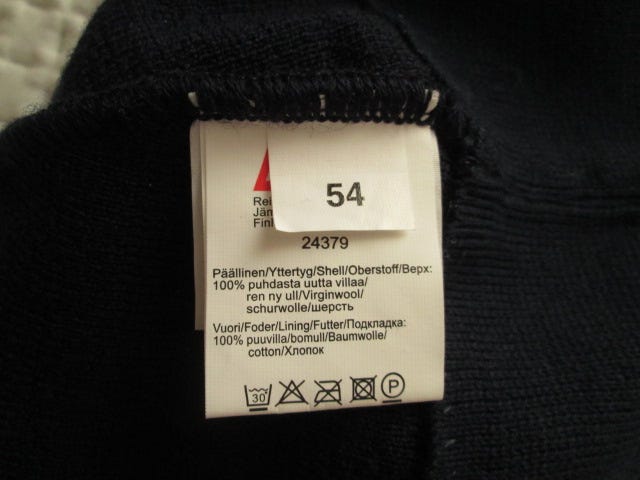 54
24379
Päällinen/Yttertyg/Shell/Oberstoff/Верх:
100% puhdasta uutta villaa/
ren ny ull/Virginwool/
schurwolle/шерсть
Vuori/Foder/Lining/Futter/Подкладка:
100% puuvilla/bomull/Baumwolle/
cotton/Хлопок
30 P